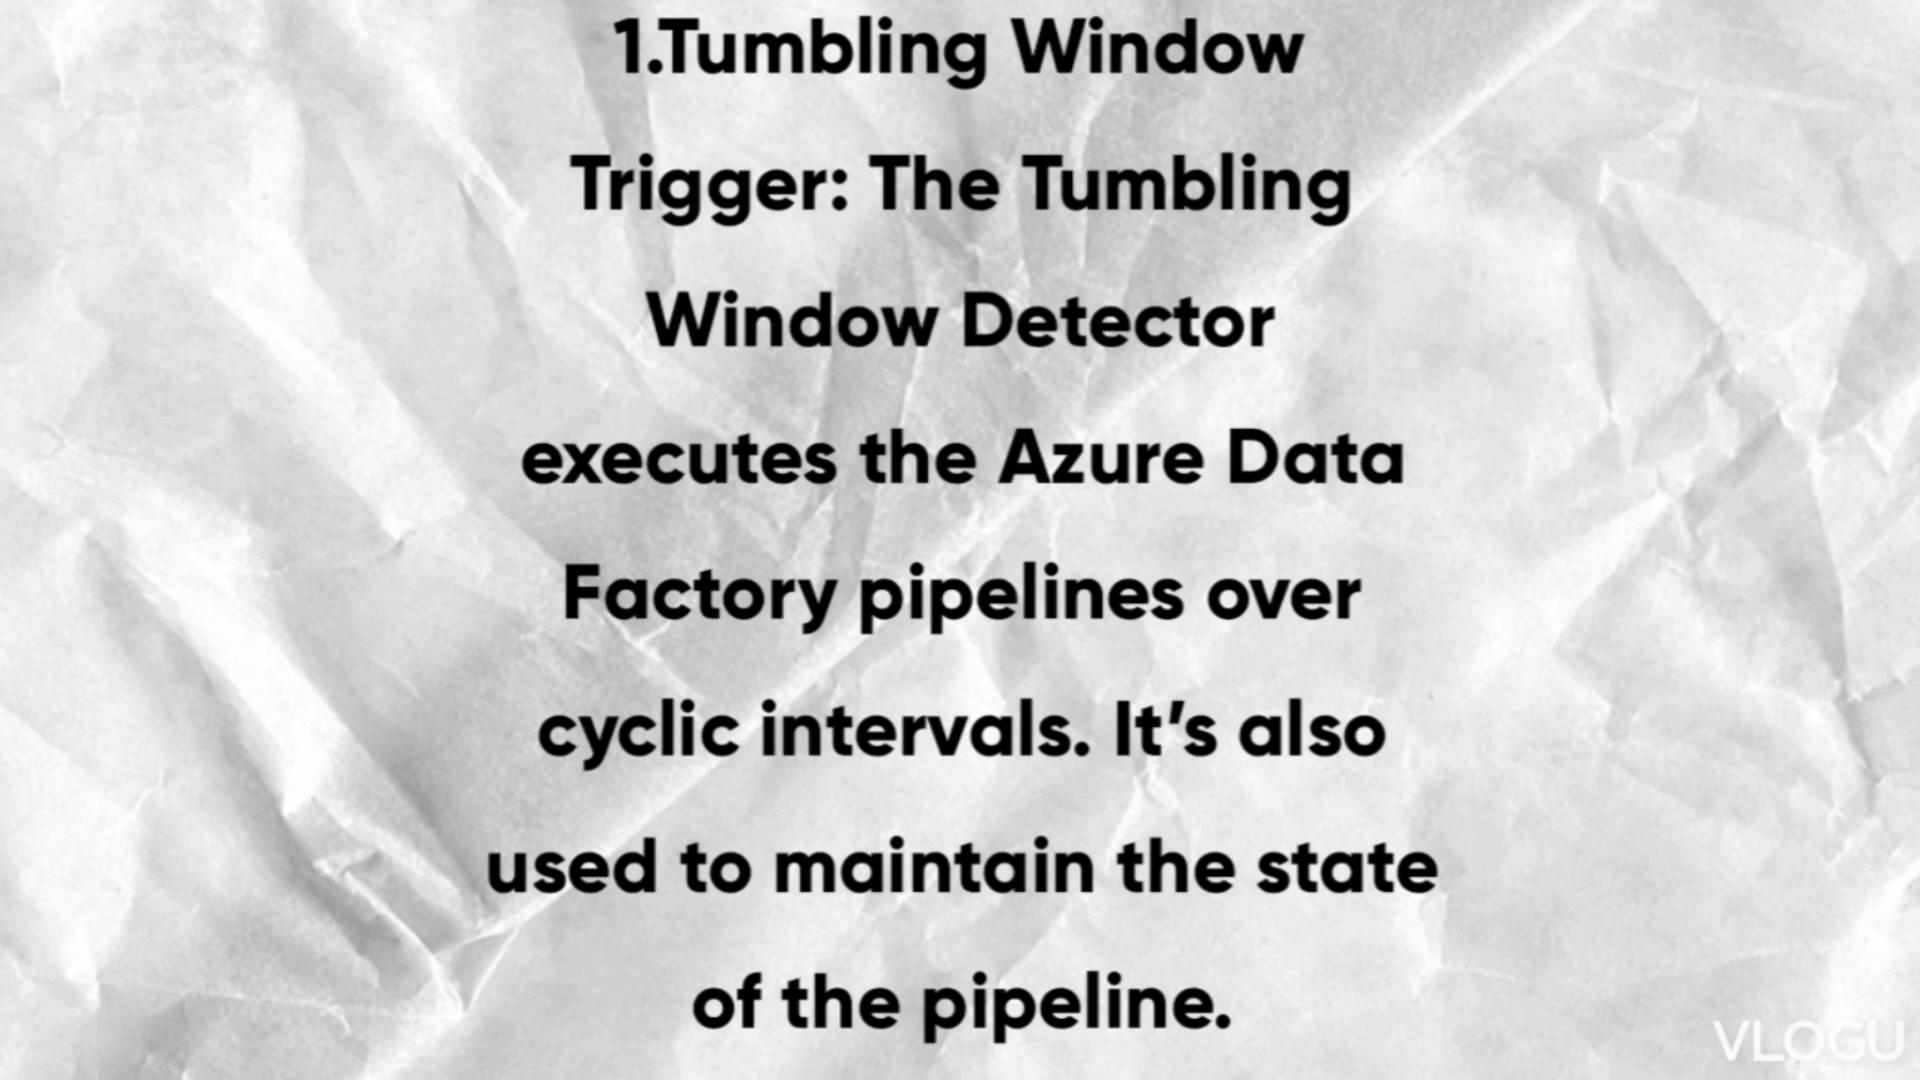 1.Tumbling Window
Trigger: The Tumbling
Window Detector
executes the Azure Data
Factory pipelines over
cyclic intervals. It’s also
used to maintain the state
of the pipeline.
VLOGU